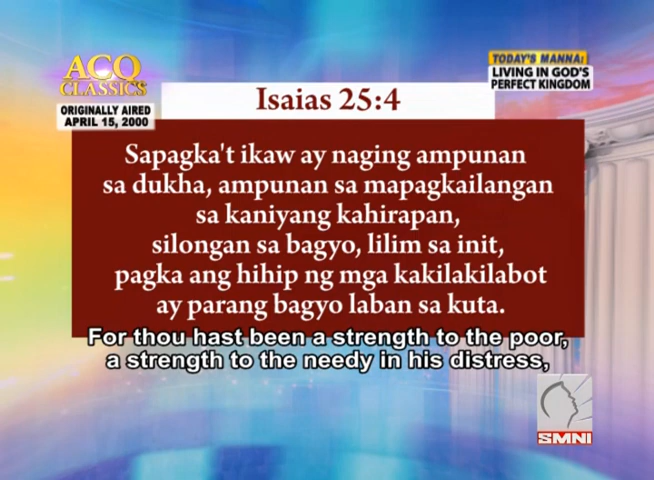 ACQ
CLASSICS
ORIGINALLY AIRED
APRIL 15, 2000
TODAY'S MANNA:
LIVING IN GOD'S
PERFECT KINGDOM
Isaias 25:4
Sapagka't ikaw ay naging ampunan
sa dukha, ampunan sa mapagkailangan
sa kaniyang kahirapan,
silongan sa bagyo, lilim sa init,
pagka ang hihip ng mga kakilakilabot
ay parang bagyo laban sa kuta.
For thou hast been a strength to the poor,
a strength to the needy in his distress,
SMNI